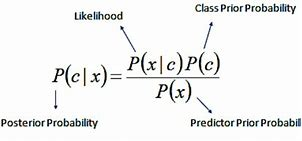 Likelihood
Class Prior Probability
P(c|x) = P(x|c)P(c) / P(x)
Posterior Probability
Predictor Prior Probabil